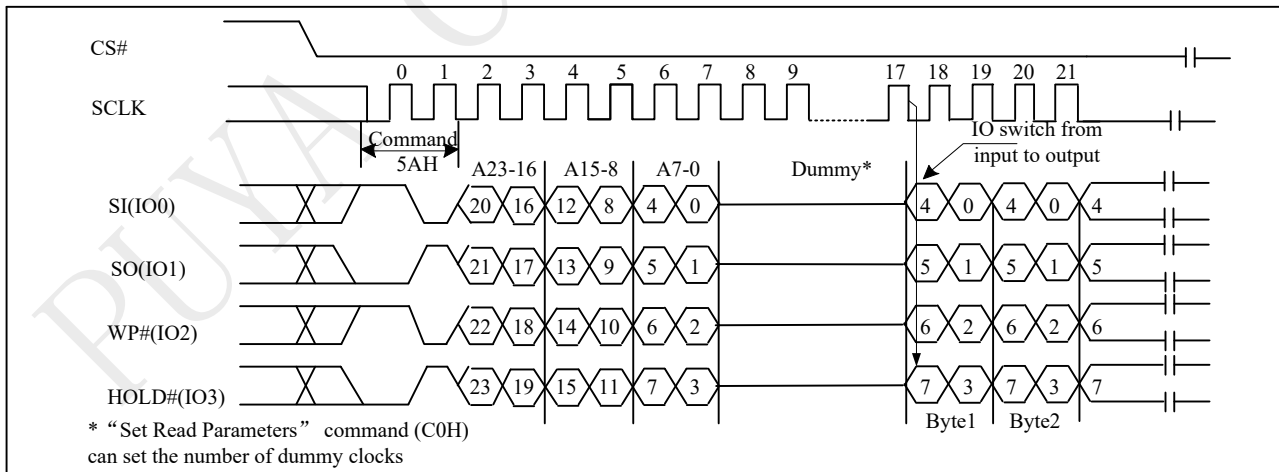 CS#
0 1 2 3 4 5 6 7 8 9 17 18 19 20 21
SCLK
Command
5AH
IO switch from
input to output
A23-16 A15-8 A7-0 Dummy*
SI(IO0) 20 16 12 8 4 0 4 0 4 0 4
SO(IO1) 21 17 13 9 5 1 5 1 5 1 5
WP#(IO2) 22 18 14 10 6 2 6 2 6 2 6
HOLD#(IO3) 23 19 15 11 7 3 7 3 7 3 7
Byte1 Byte2
* “Set Read Parameters” command (C0H)
can set the number of dummy clocks
PUYA